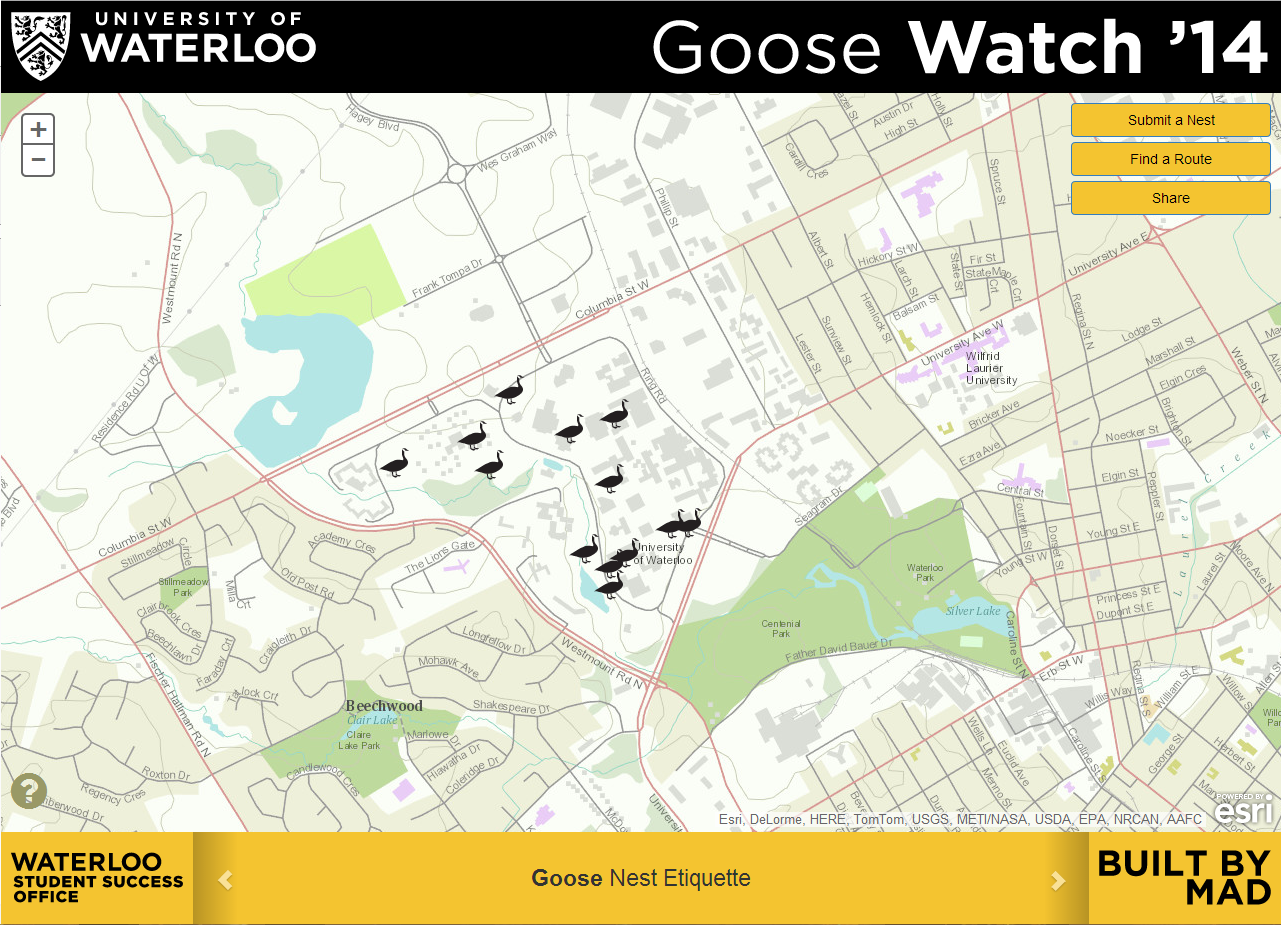 UNIVERSITY OF
WATERLOO
Goose Watch ’14
+
−
Submit a Nest
Find a Route
Share
Hagey Blvd
Wes Graham Way
Phillip St
Austin Dr
High St
Holly St
Cardill Cres
Spruce St
Albert St
Hickory St W
Fir St
State St
State
Maple Crt
Crt
Larch St
Hemlock St
Balsam St
University Ave E
Westmount Rd N
Frank Tompa Dr
Columbia St W
Regina St N
Lodge St
Marshall St
Weber St N
Sunview St
Lester St
University Ave W
Wilfrid
Laurier
University
Elgin Cres
Brighton St
Bricker Ave
Noecker St
Ezra Ave
Residence Rd U Of W
Ring Rd
Elgin St
Peppler St
Central St
Fountain St
Dorset St
Young St E
Young St W
Laurel Creek
Laurel St
Moore Ave N
Seagram Dr
Columbia St W
Stillmeadow
Circle
Stillmeadow
Park
Academy Cres
The Lions Gate
Old Post Rd
Milla Crt
University
of Waterloo
Waterloo
Park
Princess St E
Dupont St E
Silver Lake
Centenial
Park
Father David Bauer Dr
Caroline St N
Erb St W
Clairbrook Cres
Beechlawn Dr
Faraday Crt
Craigleith Dr
Longfellow Dr
Mohawk Ave
Westmount Rd N
Shakespeare Dr
Fischer Hallman Rd N
Beechwood
Clair Lake
Claire
Lake Park
Marlowe Dr
Hiawatha Dr
Coleridge Dr
Candlewood Cres
Roxton Dr
Regency Cres
Willis Way
William St E
Willow St
Caroline St S
George St
Herbert St
Wells Ln
Euclid Ave
Menno St
?
Esri, DeLorme, HERE, TomTom, USGS, METI/NASA, USDA, EPA, NRCAN, AAFC
POWERED BY
esri
WATERLOO
STUDENT SUCCESS
OFFICE
Goose Nest Etiquette
BUILT BY
MAD